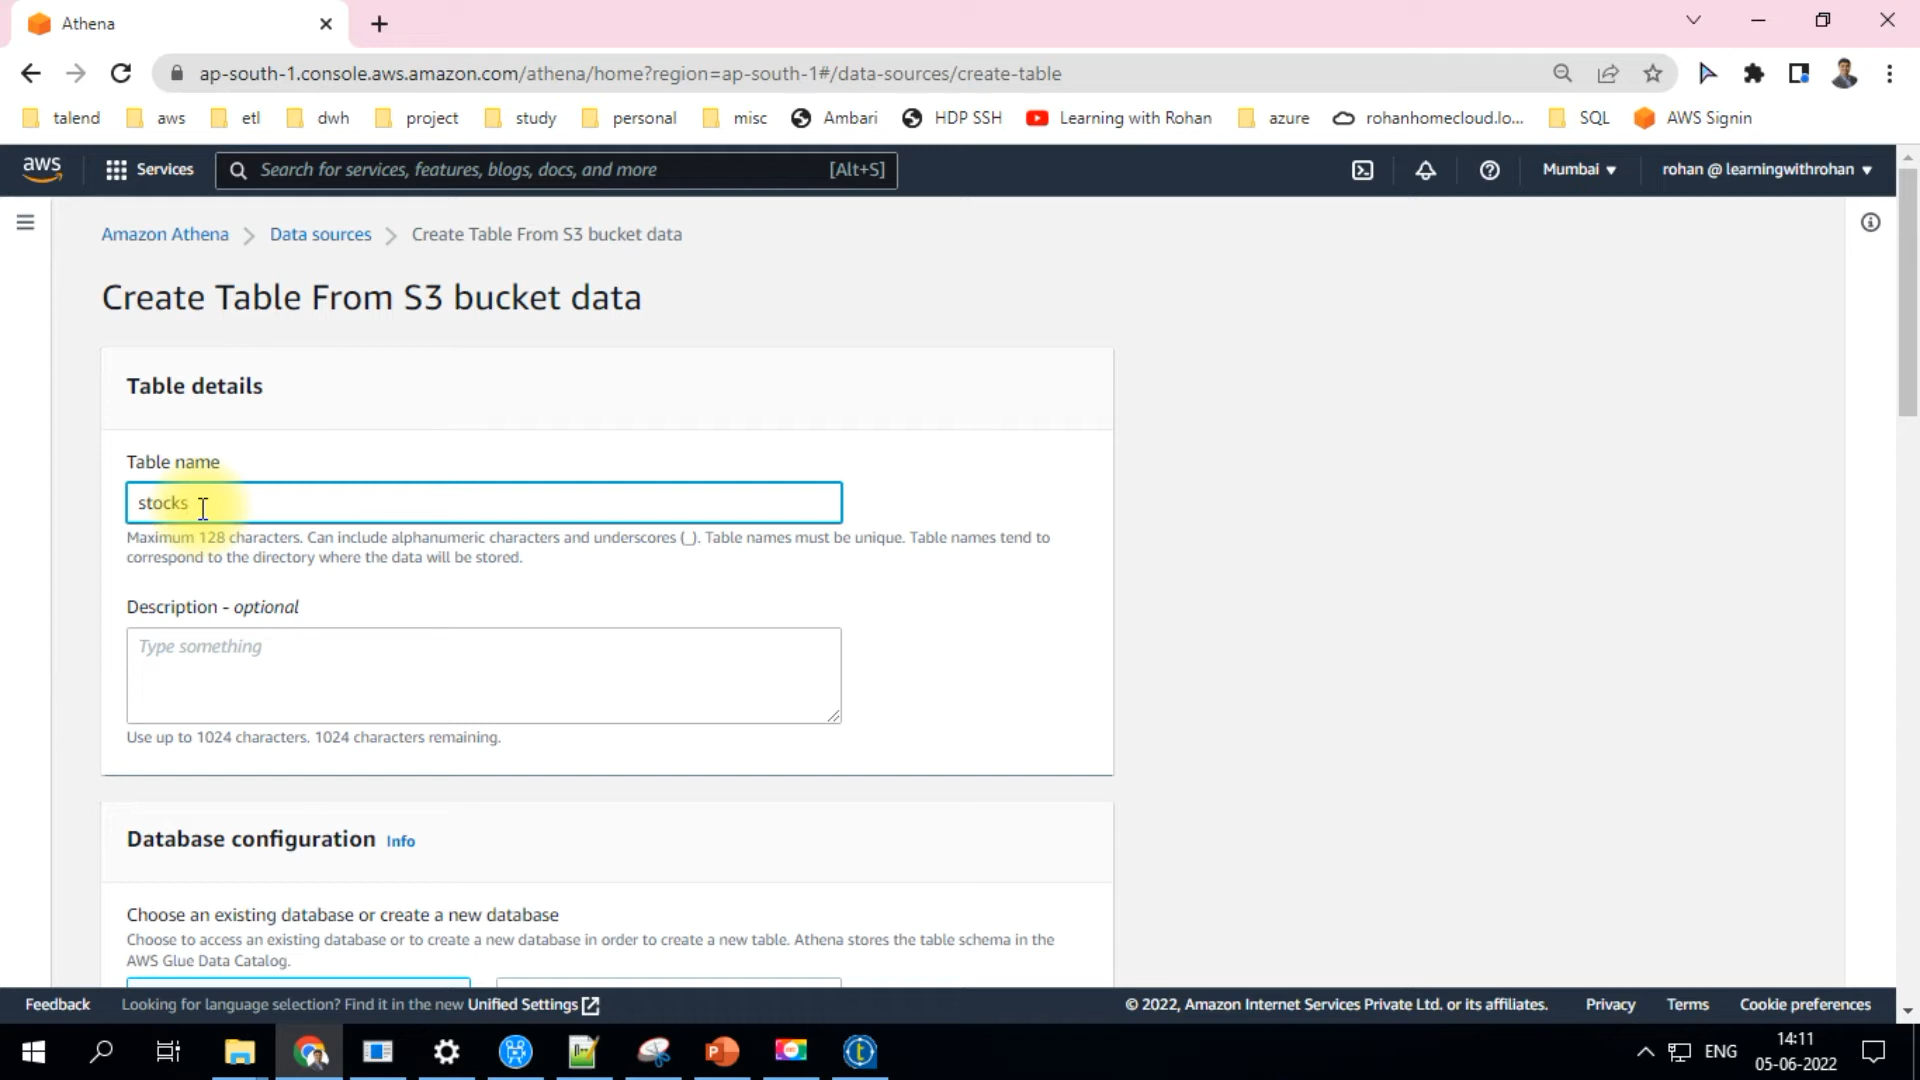 Athena
ap-south-1.console.aws.amazon.com/athena/home?region=ap-south-1#/data-sources/create-table
talend aws etl dwh project study personal misc Ambari HDP SSH Learning with Rohan azure rohanhomecloud.lo... SQL AWS Signin
aws Services Search for services, features, blogs, docs, and more [Alt+S] Mumbai rohan @ learningwithrohan
Amazon Athena Data sources Create Table From S3 bucket data
Create Table From S3 bucket data
Table details
Table name
stocks
Maximum 128 characters. Can include alphanumeric characters and underscores (_). Table names must be unique. Table names tend to
correspond to the directory where the data will be stored.
Description - optional
Type something
Use up to 1024 characters. 1024 characters remaining.
Database configuration Info
Choose an existing database or create a new database
Choose to access an existing database or to create a new database in order to create a new table. Athena stores the table schema in the
AWS Glue Data Catalog.
Feedback Looking for language selection? Find it in the new Unified Settings © 2022, Amazon Internet Services Private Ltd. or its affiliates. Privacy Terms Cookie preferences
ENG 14:11
05-06-2022